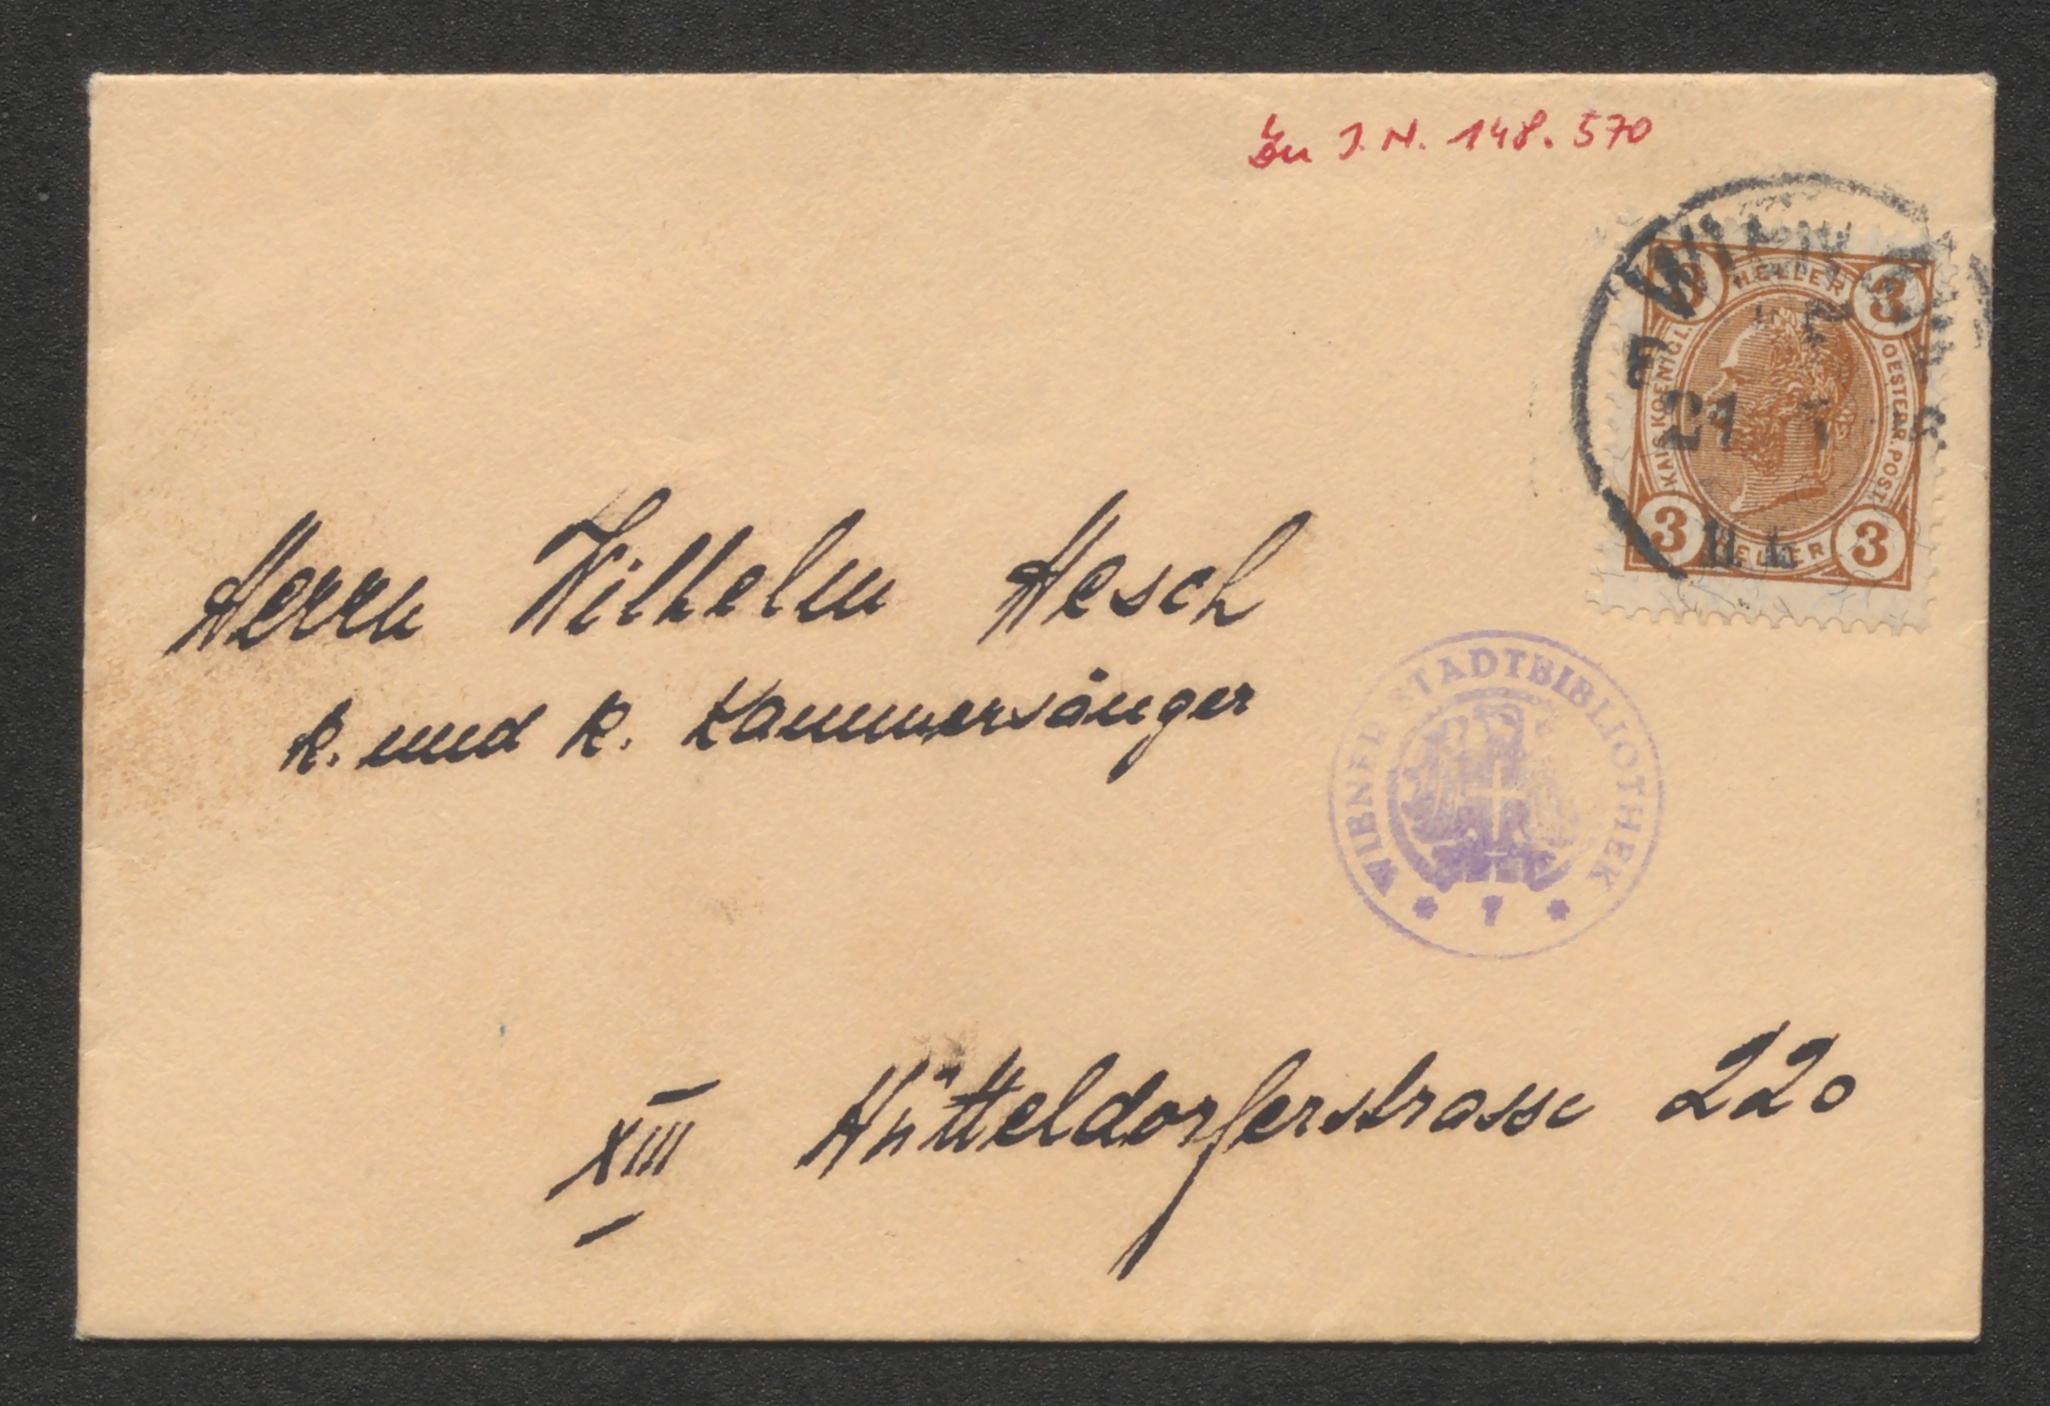 Zu J.N. 148.570
WIEN
21
3 HELLER 3
KAIS. KOENIGL. OESTERR. POST.
3 HELLER 3
Herrn Wilhelm Hesch
k. und k. Kammersänger
WIENER STADTBIBLIOTHEK
* 7 *
XIII Hütteldorferstrasse 220